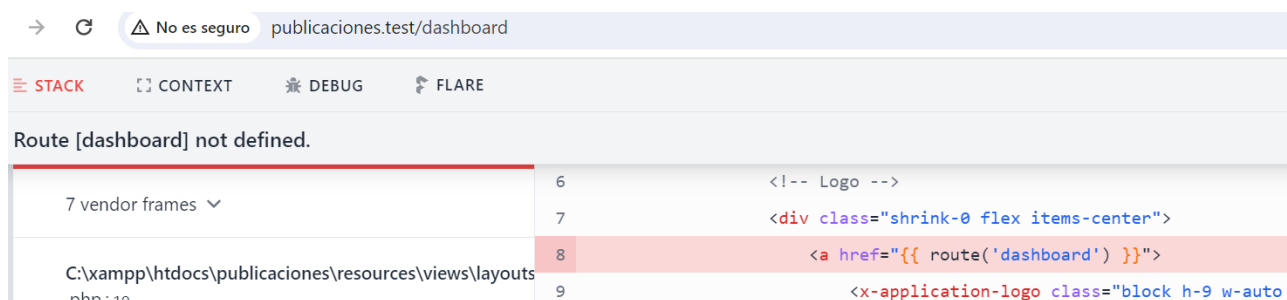 No es seguro publicaciones.test/dashboard
STACK CONTEXT DEBUG FLARE
Route [dashboard] not defined.
7 vendor frames
C:\xampp\htdocs\publicaciones\resources\views\layouts
php : 10
6 <!-- Logo -->
7 <div class="shrink-0 flex items-center">
8 <a href="{{ route('dashboard') }}">
9 <x-application-logo class="block h-9 w-auto